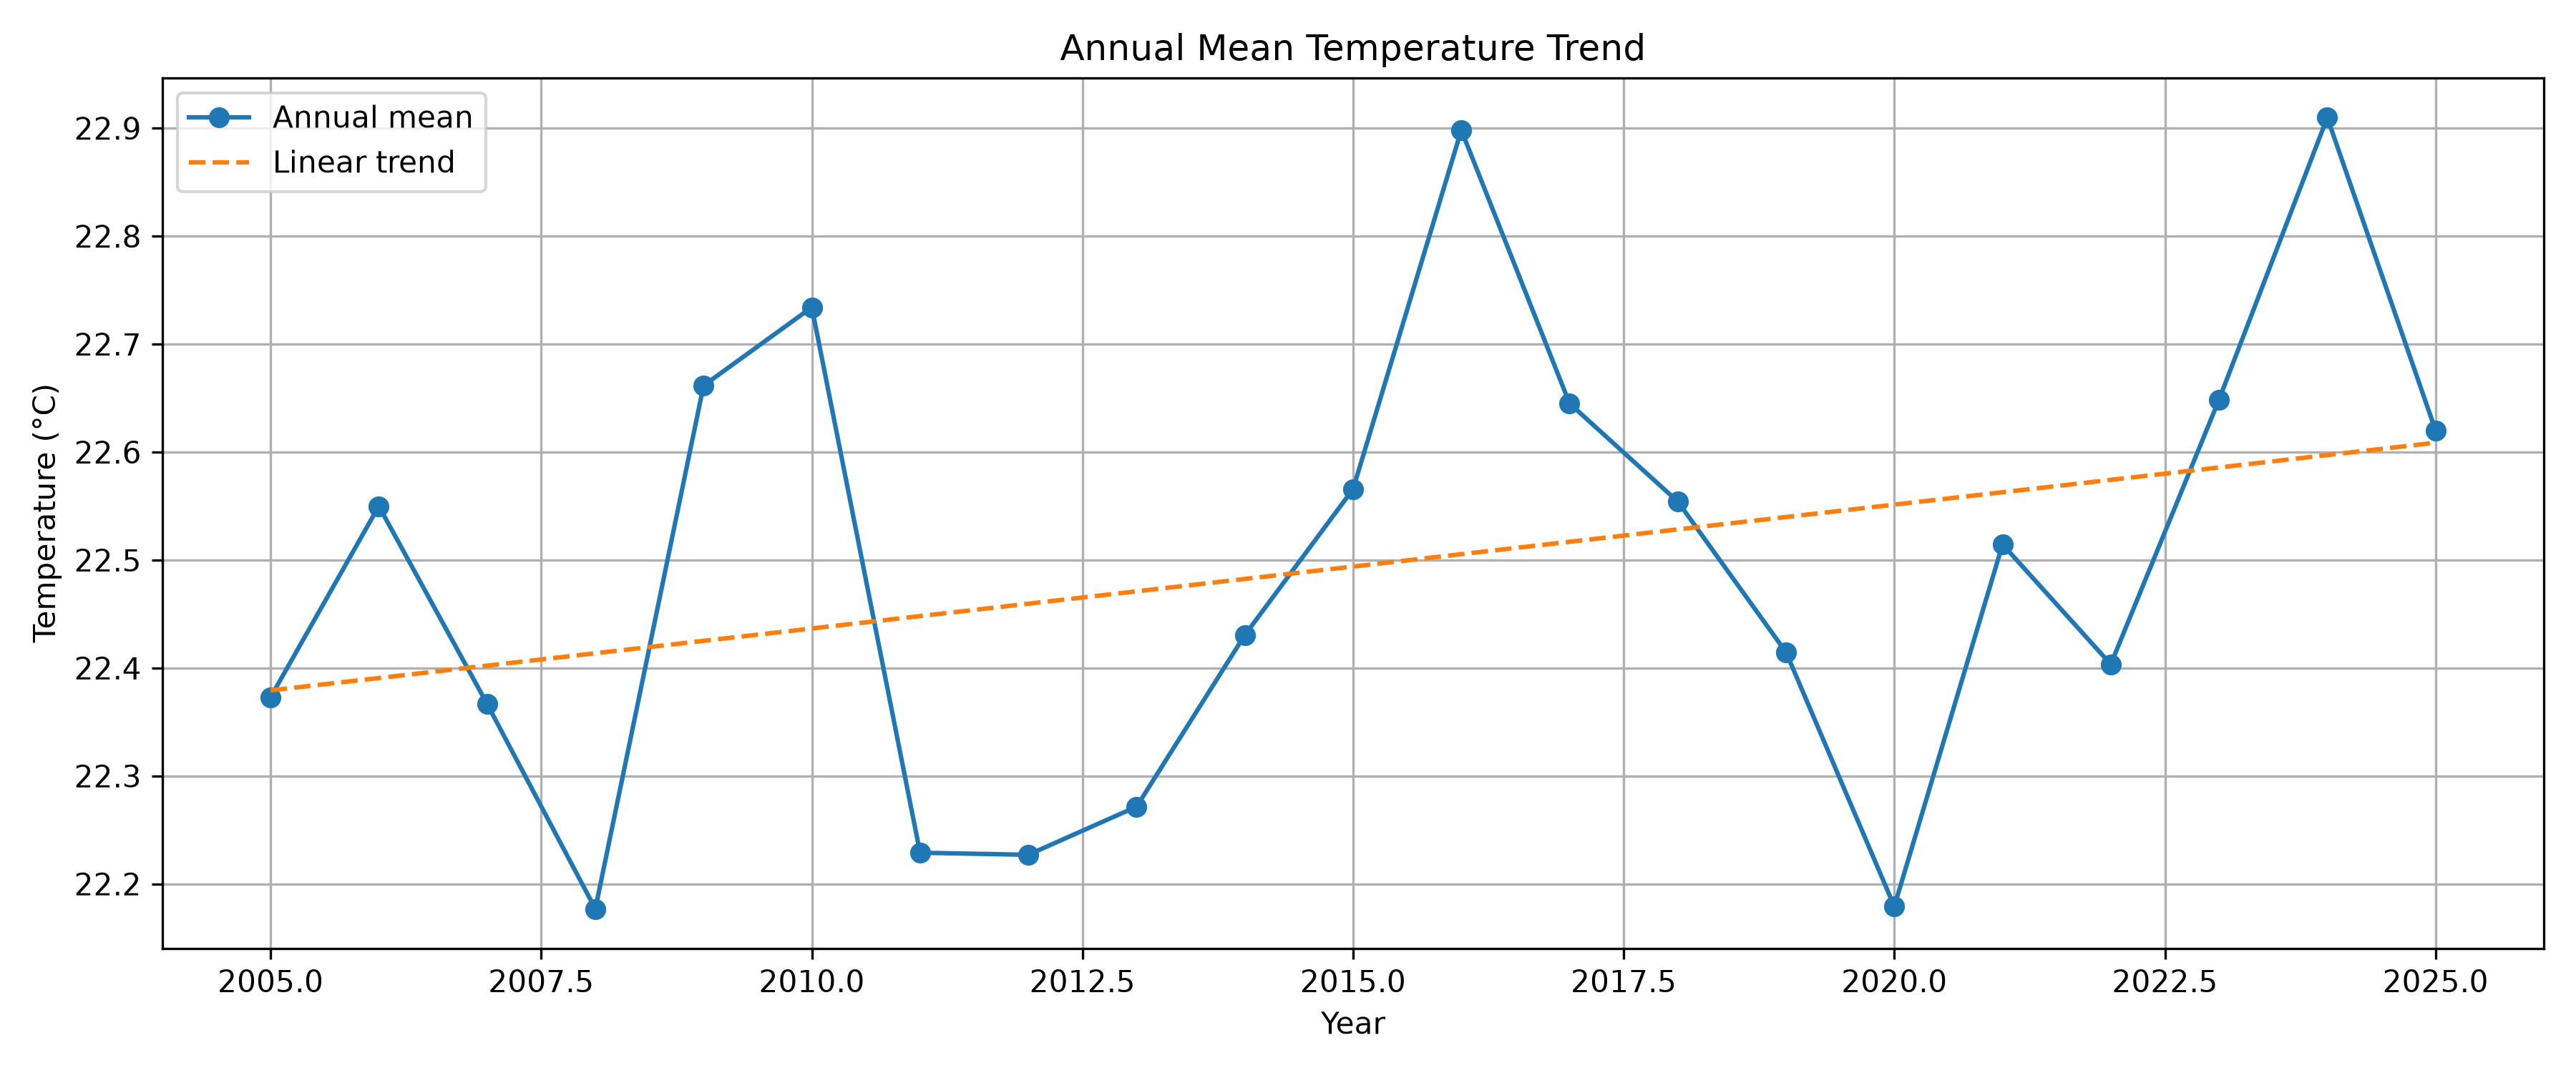 Annual Mean Temperature Trend
Annual mean
Linear trend
Temperature (°C)
22.9
22.8
22.7
22.6
22.5
22.4
22.3
22.2
2005.0 2007.5 2010.0 2012.5 2015.0 2017.5 2020.0 2022.5 2025.0
Year